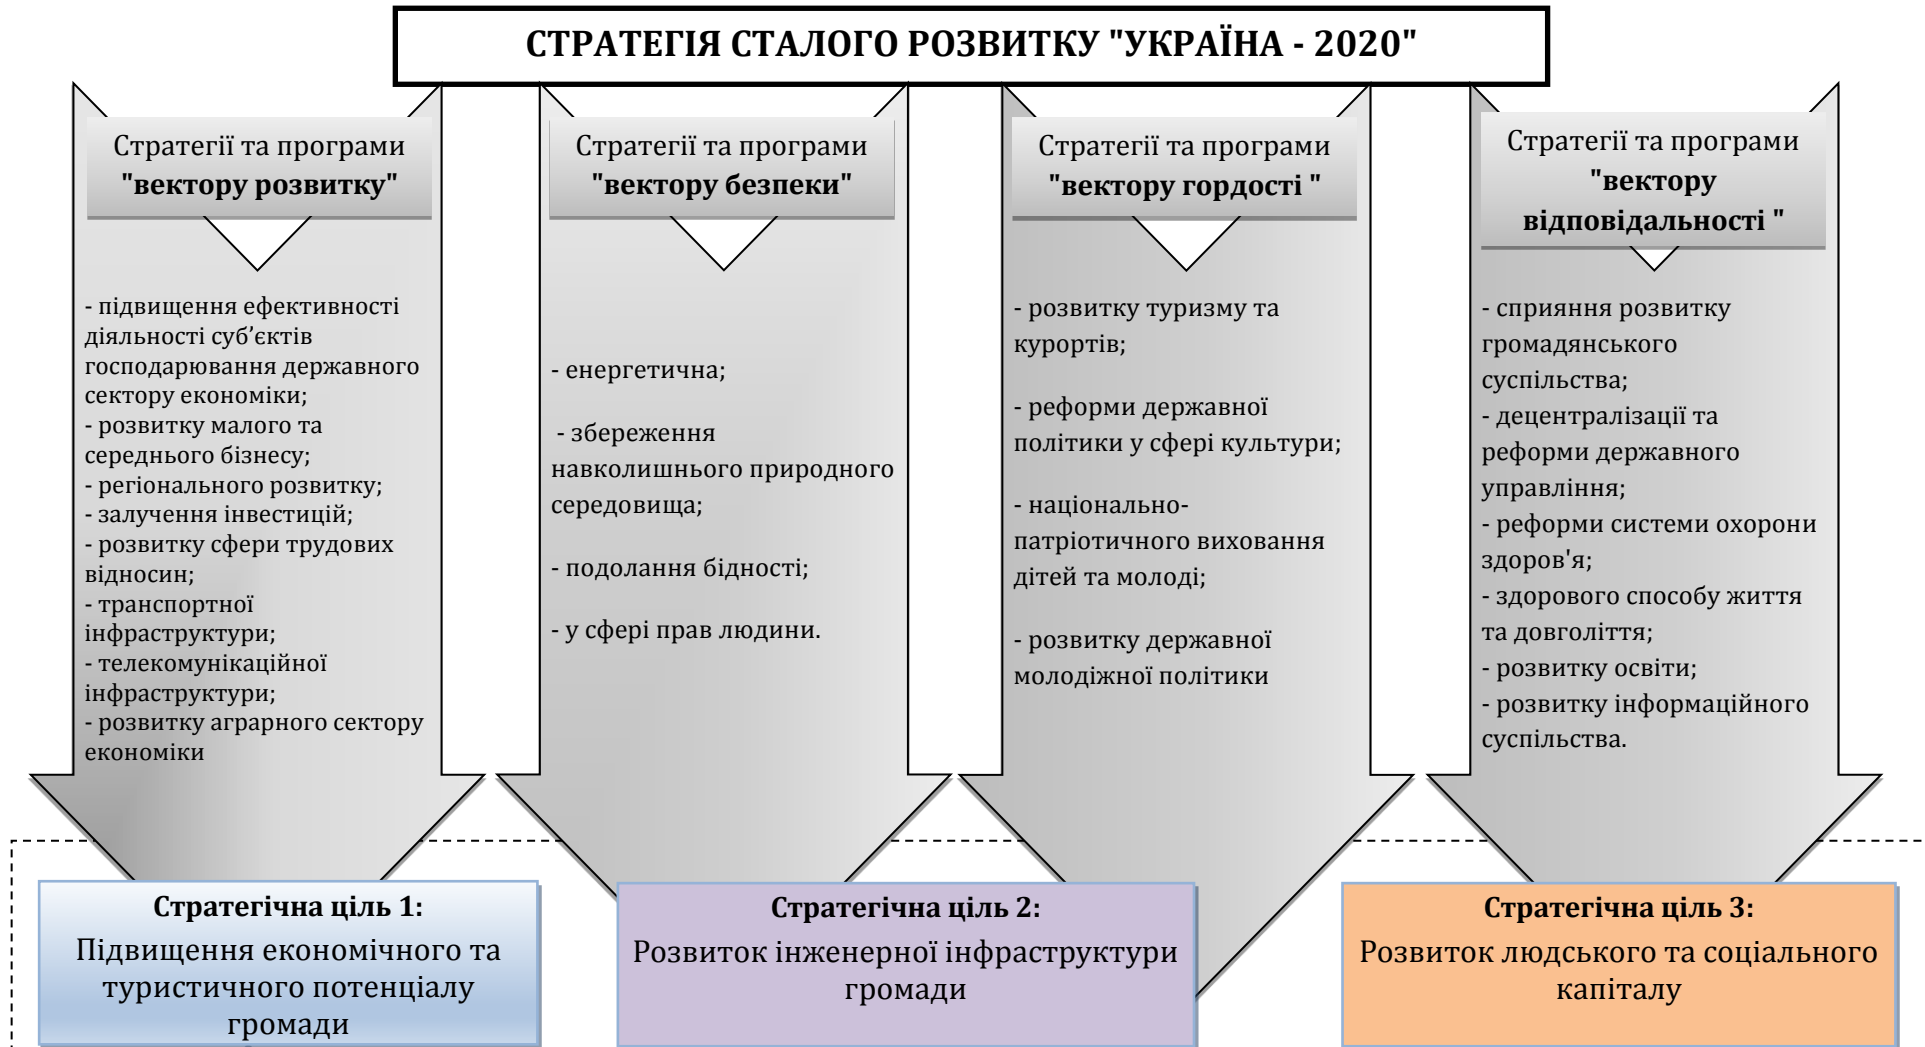 СТРАТЕГІЯ СТАЛОГО РОЗВИТКУ "УКРАЇНА - 2020"
Стратегії та програми
"вектору розвитку"
- підвищення ефективності
діяльності суб’єктів
господарювання державного
сектору економіки;
- розвитку малого та
середнього бізнесу;
- регіонального розвитку;
- залучення інвестицій;
- розвитку сфери трудових
відносин;
- транспортної
інфраструктури;
- телекомунікаційної
інфраструктури;
- розвитку аграрного сектору
економіки
Стратегії та програми
"вектору безпеки"
- енергетична;
- збереження
навколишнього природного
середовища;
- подолання бідності;
- у сфері прав людини.
Стратегії та програми
"вектору гордості "
- розвитку туризму та
курортів;
- реформи державної
політики у сфері культури;
- національно-
патріотичного виховання
дітей та молоді;
- розвитку державної
молодіжної політики
Стратегії та програми
"вектору
відповідальності "
- сприяння розвитку
громадянського
суспільства;
- децентралізації та
реформи державного
управління;
- реформи системи охорони
здоров'я;
- здорового способу життя
та довголіття;
- розвитку освіти;
- розвитку інформаційного
суспільства.
Стратегічна ціль 1:
Підвищення економічного та
туристичного потенціалу
громади
Стратегічна ціль 2:
Розвиток інженерної інфраструктури
громади
Стратегічна ціль 3:
Розвиток людського та соціального
капіталу